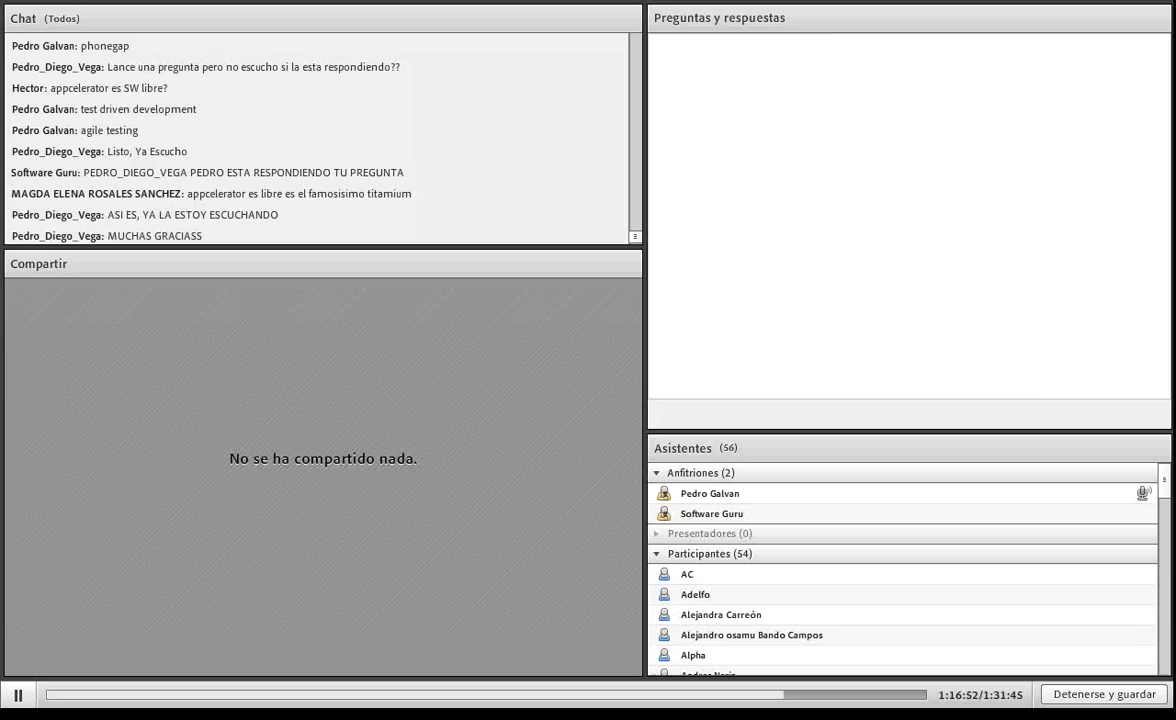 Chat (Todos)
Pedro Galvan: phonegap
Pedro_Diego_Vega: Lance una pregunta pero no escucho si la esta respondiendo??
Hector: appcelerator es SW libre?
Pedro Galvan: test driven development
Pedro Galvan: agile testing
Pedro_Diego_Vega: Listo, Ya Escucho
Software Guru: PEDRO_DIEGO_VEGA PEDRO ESTA RESPONDIENDO TU PREGUNTA
MAGDA ELENA ROSALES SANCHEZ: appcelerator es libre es el famosisimo titamium
Pedro_Diego_Vega: ASI ES, YA LA ESTOY ESCUCHANDO
Pedro_Diego_Vega: MUCHAS GRACIASS
Compartir
No se ha compartido nada.
Preguntas y respuestas
Asistentes (56)
Anfitriones (2)
Pedro Galvan
Software Guru
Presentadores (0)
Participantes (54)
AC
Adelfo
Alejandra Carreón
Alejandro osamu Bando Campos
Alpha
1:16:52/1:31:45
Detenerse y guardar